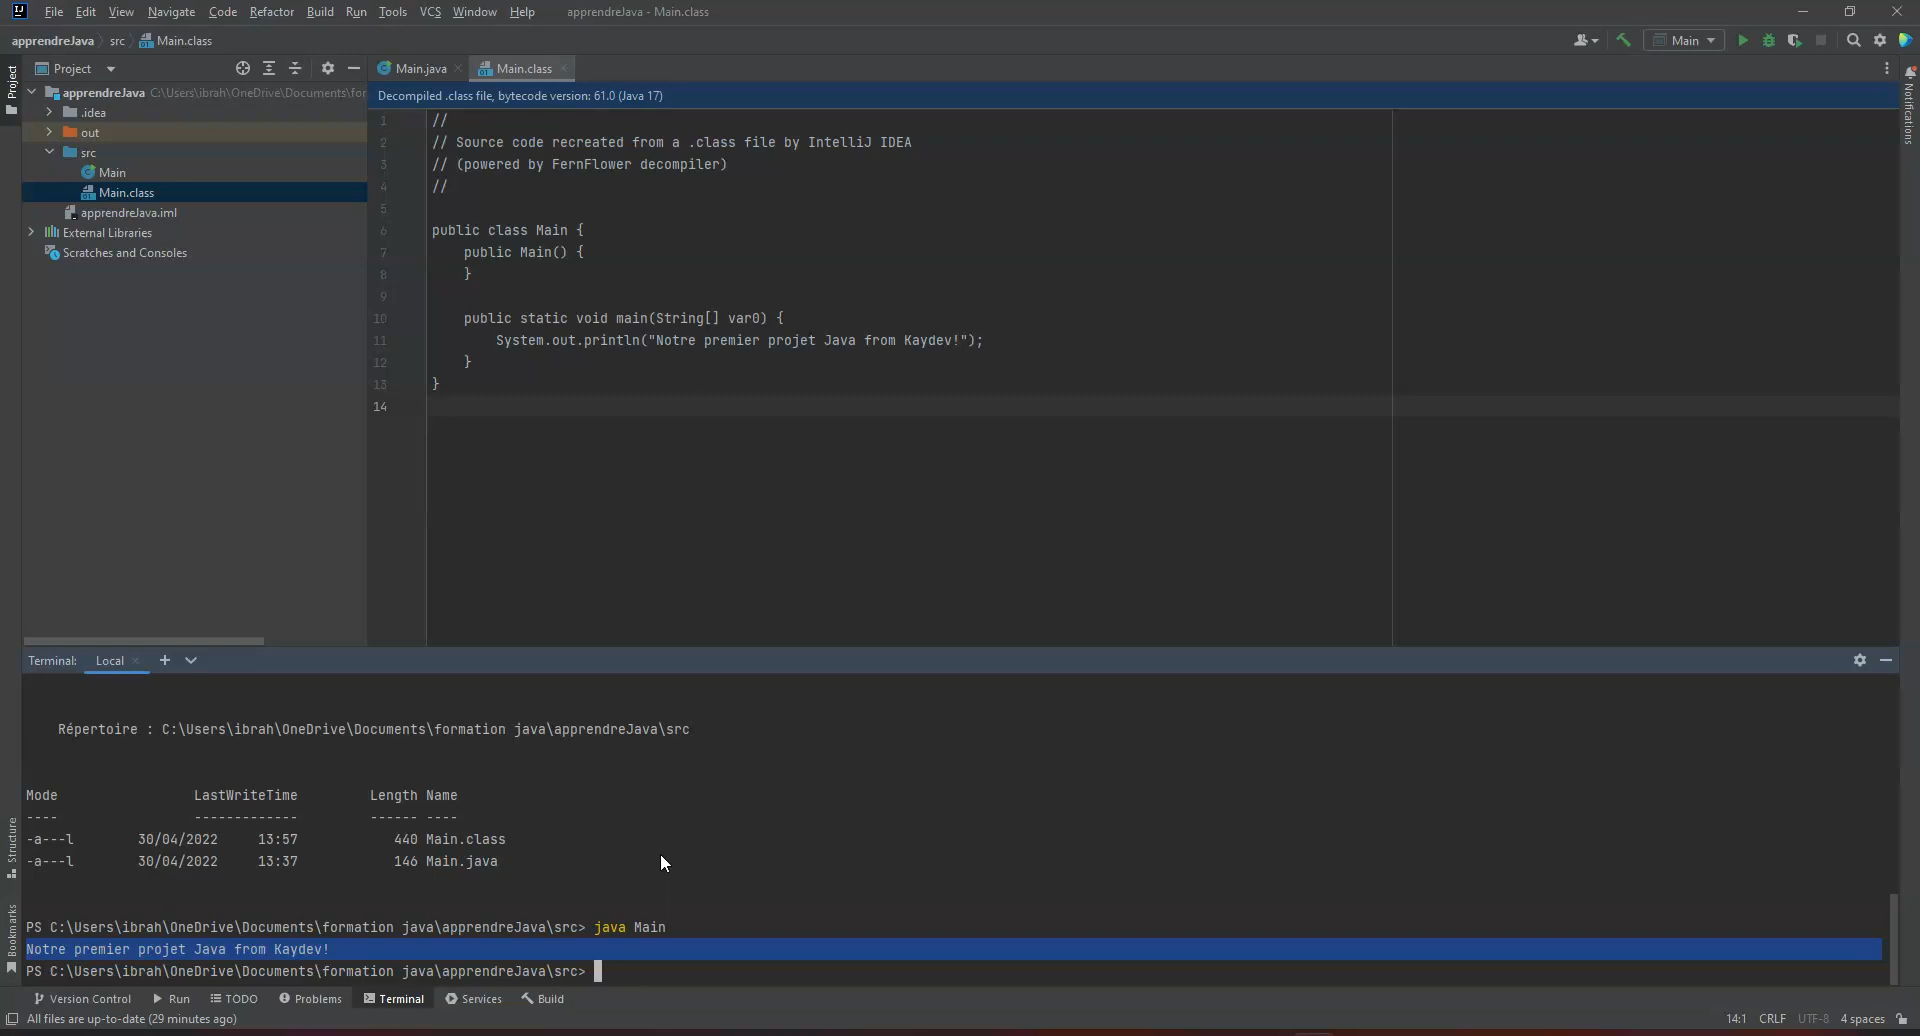 File Edit View Navigate Code Refactor Build Run Tools VCS Window Help apprendreJava - Main.class
apprendreJava src Main.class Main
Project Main.java Main.class
Decompiled .class file, bytecode version: 61.0 (Java 17)
Project
Notifications
apprendreJava C:\Users\ibrah\OneDrive\Documents\for
.idea
out
src
Main
Main.class
apprendreJava.iml
External Libraries
Scratches and Consoles
1 //
2 // Source code recreated from a .class file by IntelliJ IDEA
3 // (powered by FernFlower decompiler)
4 //
5
6 public class Main {
7 public Main() {
8 }
9
10 public static void main(String[] var0) {
11 System.out.println("Notre premier projet Java from Kaydev!");
12 }
13 }
14
Terminal: Local
Répertoire : C:\Users\ibrah\OneDrive\Documents\formation java\apprendreJava\src
Mode LastWriteTime Length Name
---- ------------- ------ ----
-a---l 30/04/2022 13:57 440 Main.class
-a---l 30/04/2022 13:37 146 Main.java
PS C:\Users\ibrah\OneDrive\Documents\formation java\apprendreJava\src> java Main
Notre premier projet Java from Kaydev!
PS C:\Users\ibrah\OneDrive\Documents\formation java\apprendreJava\src>
Structure
Bookmarks
Version Control Run TODO Problems Terminal Services Build
All files are up-to-date (29 minutes ago) 14:1 CRLF UTF-8 4 spaces